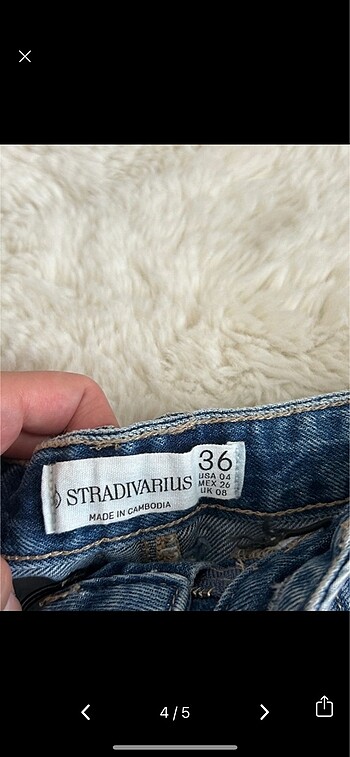 36
USA 04
MEX 26
UK 08
STRADIVARIUS
MADE IN CAMBODIA
4/5